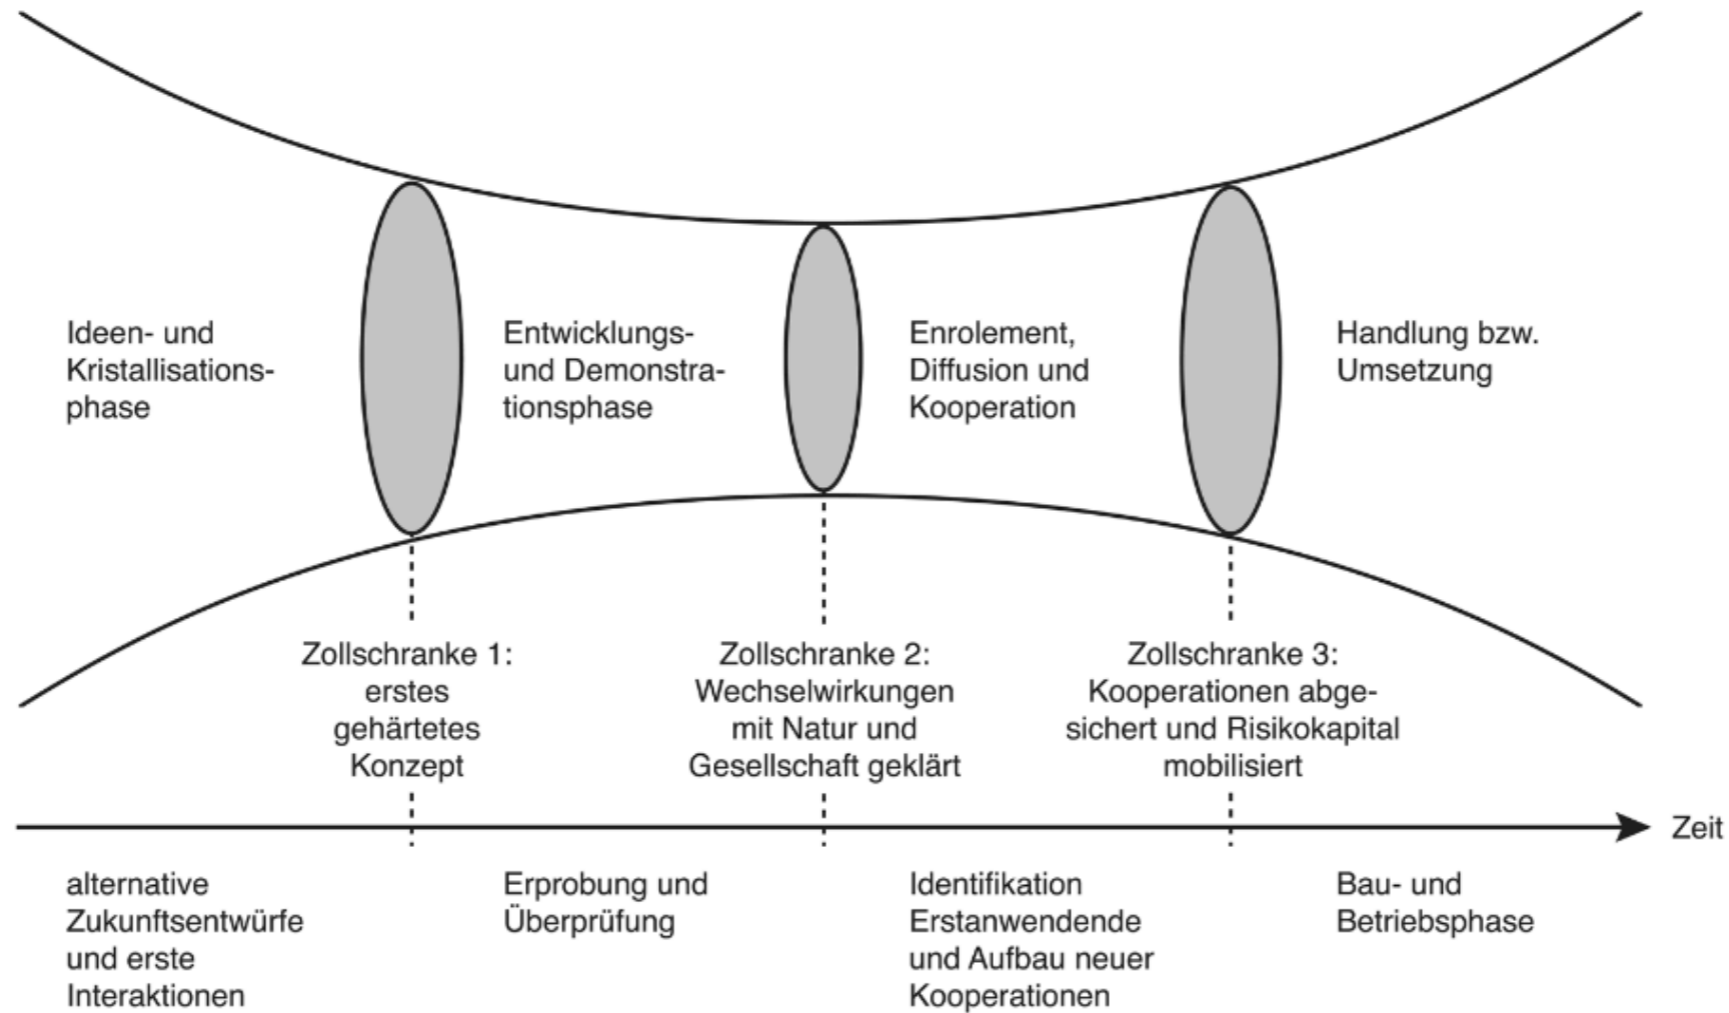 Ideen- und
Kristallisations-
phase
Entwicklungs-
und Demonstra-
tionsphase
Enrolement,
Diffusion und
Kooperation
Handlung bzw.
Umsetzung
Zollschranke 1:
erstes
gehärtetes
Konzept
Zollschranke 2:
Wechselwirkungen
mit Natur und
Gesellschaft geklärt
Zollschranke 3:
Kooperationen abge-
sichert und Risikokapital
mobilisiert
Zeit
alternative
Zukunftsentwürfe
und erste
Interaktionen
Erprobung und
Überprüfung
Identifikation
Erstanwendende
und Aufbau neuer
Kooperationen
Bau- und
Betriebsphase